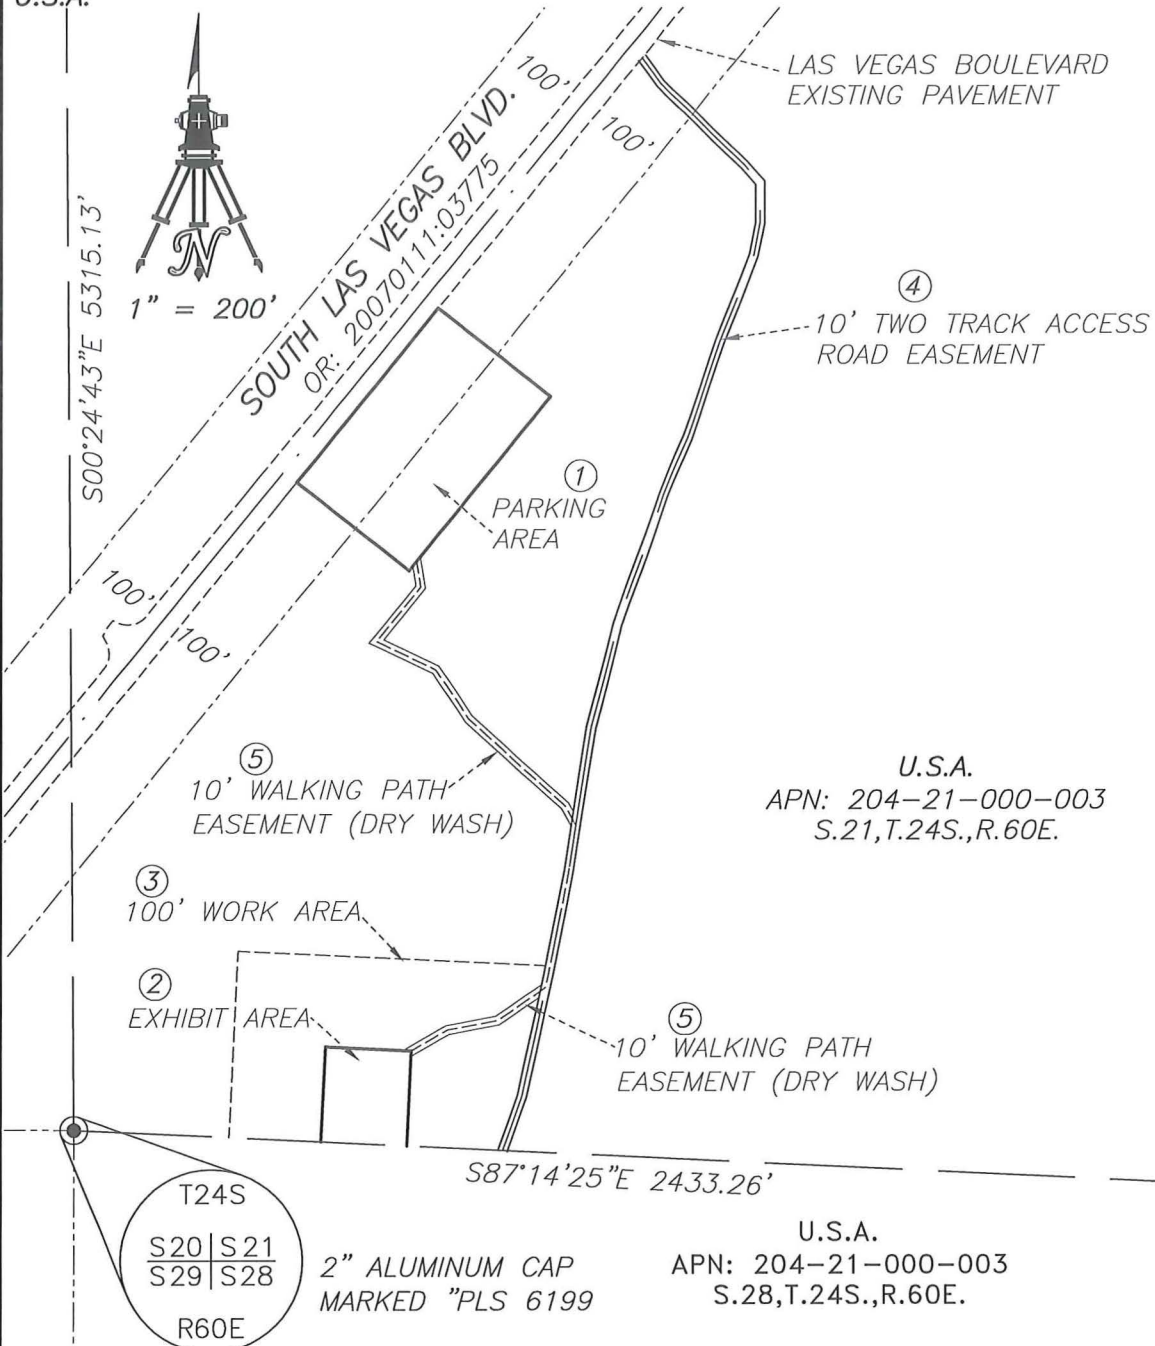 U.S.A.
LAS VEGAS BOULEVARD
EXISTING PAVEMENT
100'
100'
SOUTH LAS VEGAS BLVD.
OR: 20070111:03775
S00°24'43"E 5315.13'
N
1" = 200'
4
10' TWO TRACK ACCESS
ROAD EASEMENT
1
PARKING
AREA
100'
100'
5
10' WALKING PATH
EASEMENT (DRY WASH)
U.S.A.
APN: 204-21-000-003
S.21,T.24S.,R.60E.
3
100' WORK AREA
2
EXHIBIT AREA
5
10' WALKING PATH
EASEMENT (DRY WASH)
S87°14'25"E 2433.26'
T24S
S20 S21
S29 S28
R60E
2" ALUMINUM CAP
MARKED "PLS 6199
U.S.A.
APN: 204-21-000-003
S.28,T.24S.,R.60E.